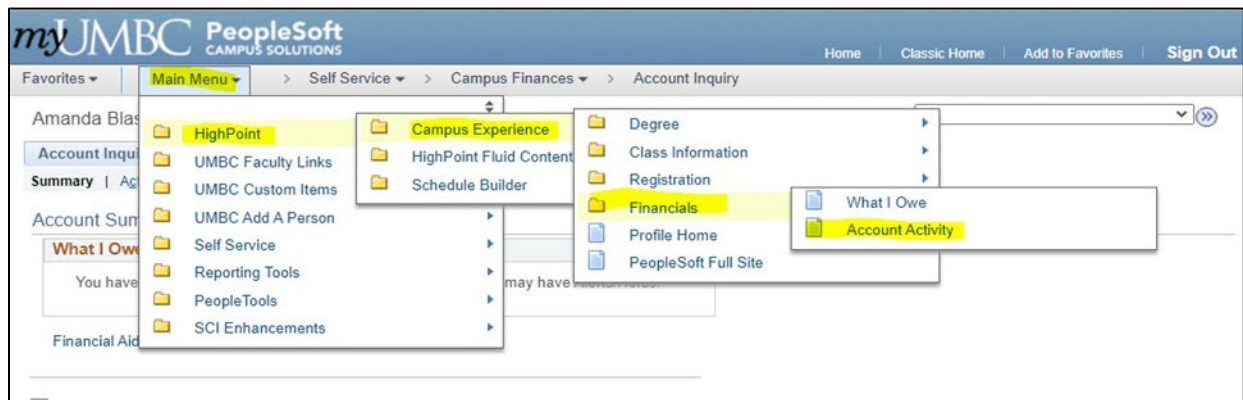 myUMBC PeopleSoft
CAMPUS SOLUTIONS
Home Classic Home Add to Favorites Sign Out
Favorites Main Menu > Self Service > Campus Finances > Account Inquiry
Amanda Blas
Account Inqui
Summary |
Account Sum
What I Owe
You have
may have
Financial Aid
HighPoint
UMBC Faculty Links
UMBC Custom Items
UMBC Add A Person
Self Service
Reporting Tools
PeopleTools
SCI Enhancements
Campus Experience
HighPoint Fluid Content
Schedule Builder
Degree
Class Information
Registration
Financials
Profile Home
PeopleSoft Full Site
What I Owe
Account Activity